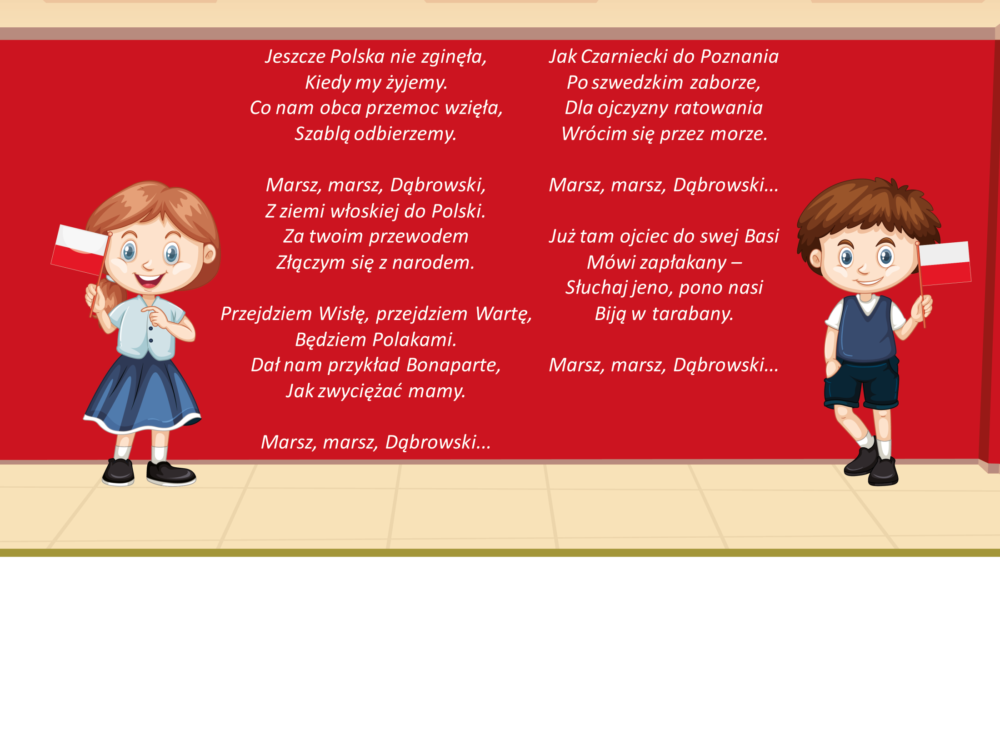 Jeszcze Polska nie zginęła,
Kiedy my żyjemy.
Co nam obca przemoc wzięła,
Szablą odbierzemy.
Marsz, marsz, Dąbrowski,
Z ziemi włoskiej do Polski.
Za twoim przewodem
Złączym się z narodem.
Przejdziem Wisłę, przejdziem Wartę,
Będziem Polakami.
Dał nam przykład Bonaparte,
Jak zwyciężać mamy.
Marsz, marsz, Dąbrowski...
Jak Czarniecki do Poznania
Po szwedzkim zaborze,
Dla ojczyzny ratowania
Wrócim się przez morze.
Marsz, marsz, Dąbrowski...
Już tam ojciec do swej Basi
Mówi zapłakany –
Słuchaj jeno, pono nasi
Biją w tarabany.
Marsz, marsz, Dąbrowski...